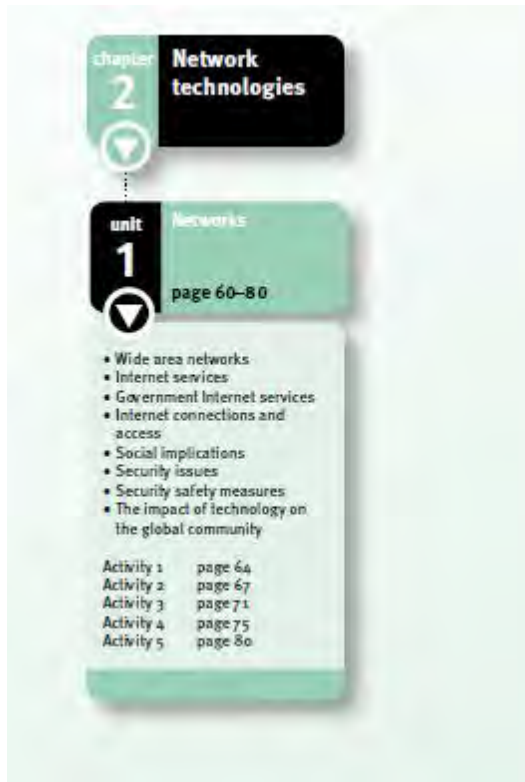 chapter
2
Network
technologies
unit
1
Networks
page 60–80
• Wide area networks
• Internet services
• Government Internet services
• Internet connections and
access
• Social implications
• Security issues
• Security safety measures
• The impact of technology on
the global community
Activity 1 page 64
Activity 2 page 67
Activity 3 page 71
Activity 4 page 75
Activity 5 page 80